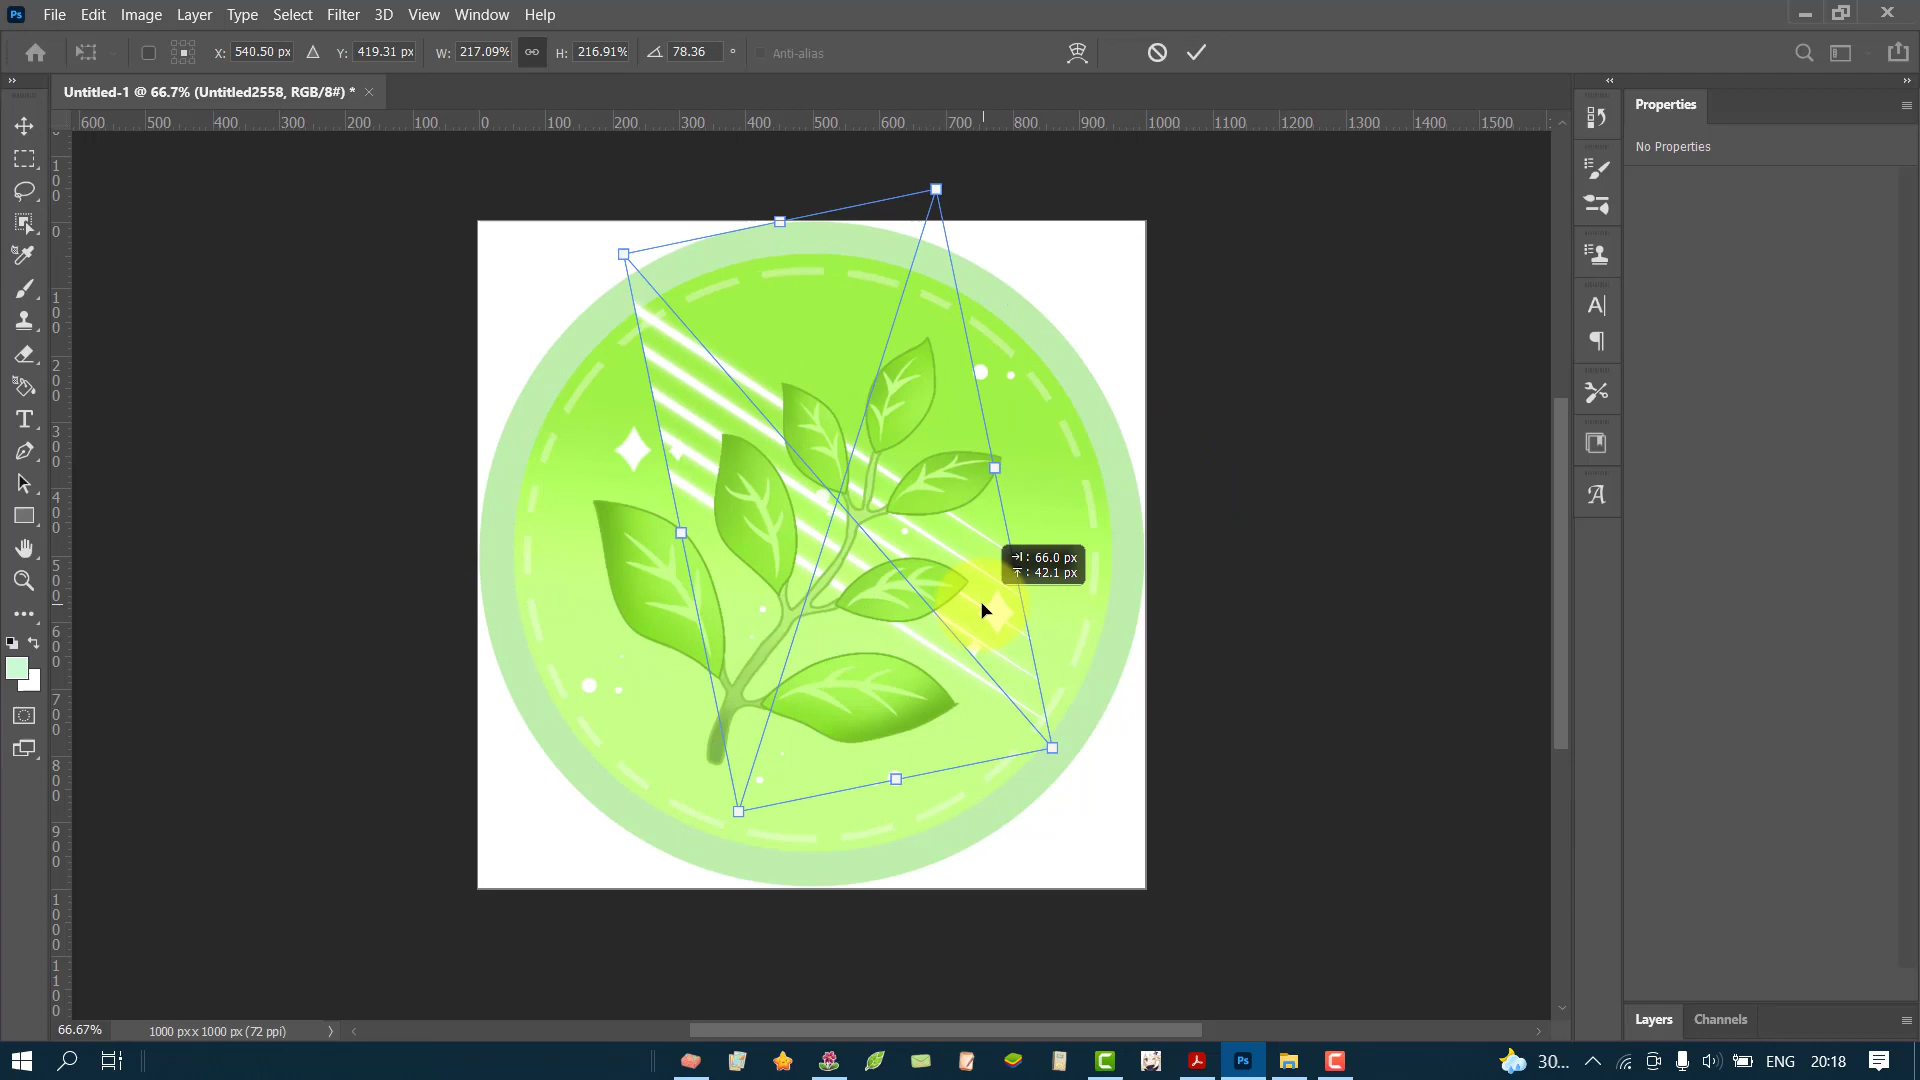 Ps File Edit Image Layer Type Select Filter 3D View Window Help
X: 540.50 px Y: 419.31 px W: 217.09% H: 216.91% 78.36 ° Anti-alias
Untitled-1 @ 66.7% (Untitled2558, RGB/8#) *
600 500 400 300 200 100 0 100 200 300 400 500 600 700 800 900 1000 1100 1200 1300 1400 1500
100
0
100
200
300
400
500
600
700
800
900
1000
1100
Properties
No Properties
: 66.0 px
: 42.1 px
Layers Channels
66.67% 1000 px x 1000 px (72 ppi)
30... ENG 20:18